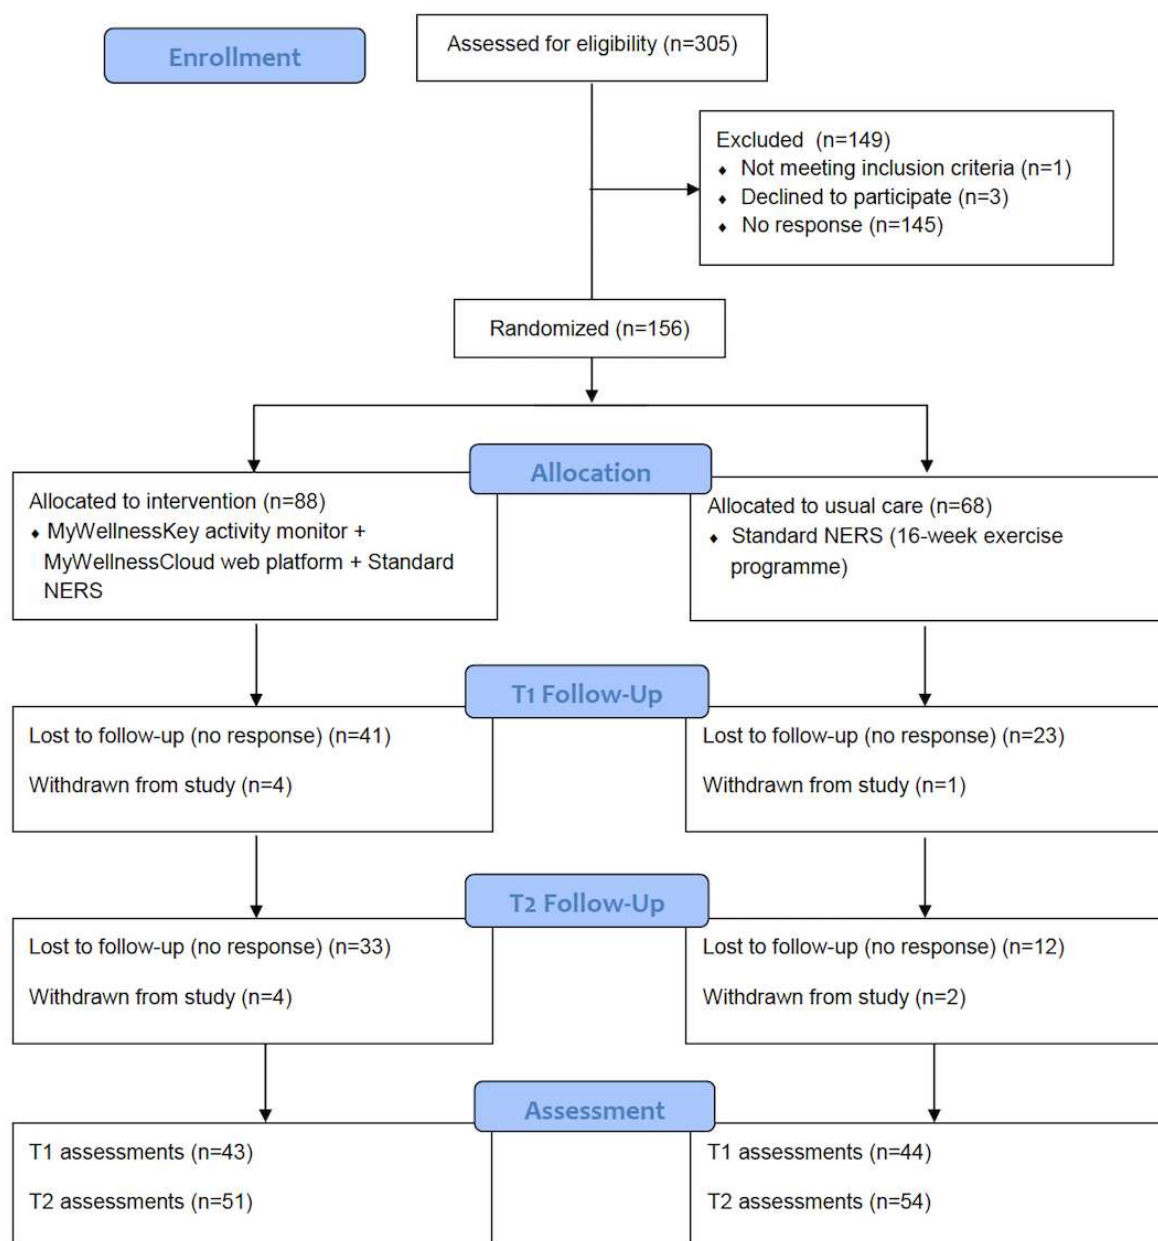 Enrollment
Assessed for eligibility (n=305)
Excluded (n=149)
♦ Not meeting inclusion criteria (n=1)
♦ Declined to participate (n=3)
♦ No response (n=145)
Randomized (n=156)
Allocation
Allocated to intervention (n=88)
♦ MyWellnessKey activity monitor +
MyWellnessCloud web platform + Standard
NERS
Allocated to usual care (n=68)
♦ Standard NERS (16-week exercise
programme)
T1 Follow-Up
Lost to follow-up (no response) (n=41)
Withdrawn from study (n=4)
Lost to follow-up (no response) (n=23)
Withdrawn from study (n=1)
T2 Follow-Up
Lost to follow-up (no response) (n=33)
Withdrawn from study (n=4)
Lost to follow-up (no response) (n=12)
Withdrawn from study (n=2)
Assessment
T1 assessments (n=43)
T2 assessments (n=51)
T1 assessments (n=44)
T2 assessments (n=54)